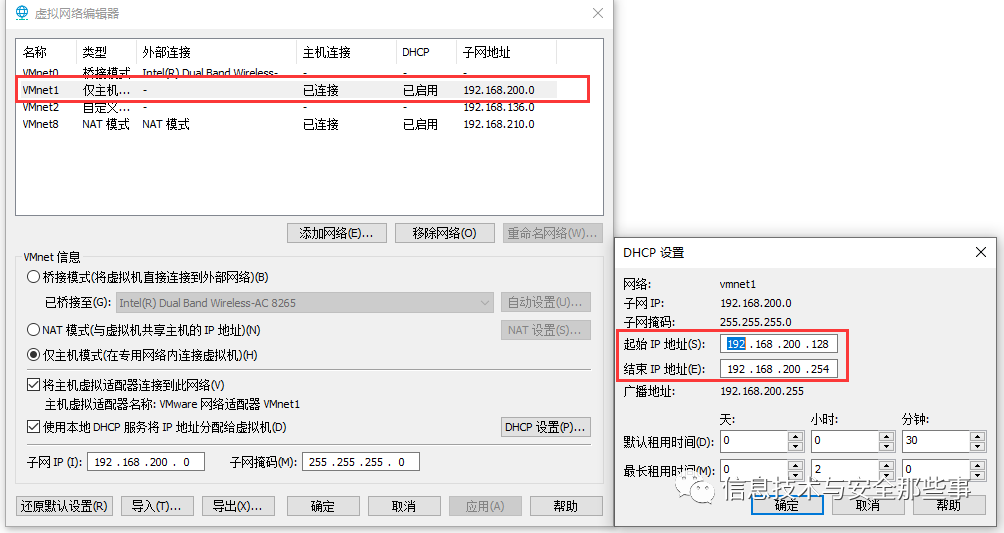 虚拟网络编辑器
名称 类型 外部连接 主机连接 DHCP 子网地址
VMnet0 桥接模式 Intel(R) Dual Band Wireless- - - -
VMnet1 仅主机... - 已连接 已启用 192.168.200.0
VMnet2 自定义... - - - 192.168.136.0
VMnet8 NAT 模式 NAT 模式 已连接 已启用 192.168.210.0
添加网络(E)... 移除网络(O) 重命名网络(W)...
VMnet 信息
桥接模式(将虚拟机直接连接到外部网络)(B)
已桥接至(G): Intel(R) Dual Band Wireless-AC 8265 自动设置(U)...
NAT 模式(与虚拟机共享主机的 IP 地址)(N) NAT 设置(S)...
仅主机模式(在专用网络内连接虚拟机)(H)
将主机虚拟适配器连接到此网络(V)
主机虚拟适配器名称: VMware 网络适配器 VMnet1
使用本地 DHCP 服务将 IP 地址分配给虚拟机(D) DHCP 设置(P)...
子网 IP (I): 192 . 168 . 200 . 0 子网掩码(M): 255 . 255 . 255 . 0
还原默认设置(R) 导入(T)... 导出(X)... 确定 取消 应用(A) 帮助
DHCP 设置
网络: vmnet1
子网 IP: 192.168.200.0
子网掩码: 255.255.255.0
起始 IP 地址(S): 192 . 168 . 200 . 128
结束 IP 地址(E): 192 . 168 . 200 . 254
广播地址: 192.168.200.255
天: 小时: 分钟:
默认租用时间(D): 0 0 30
最长租用时间(M): 0 2 0
信息技术与安全那些事
确定 取消 帮助